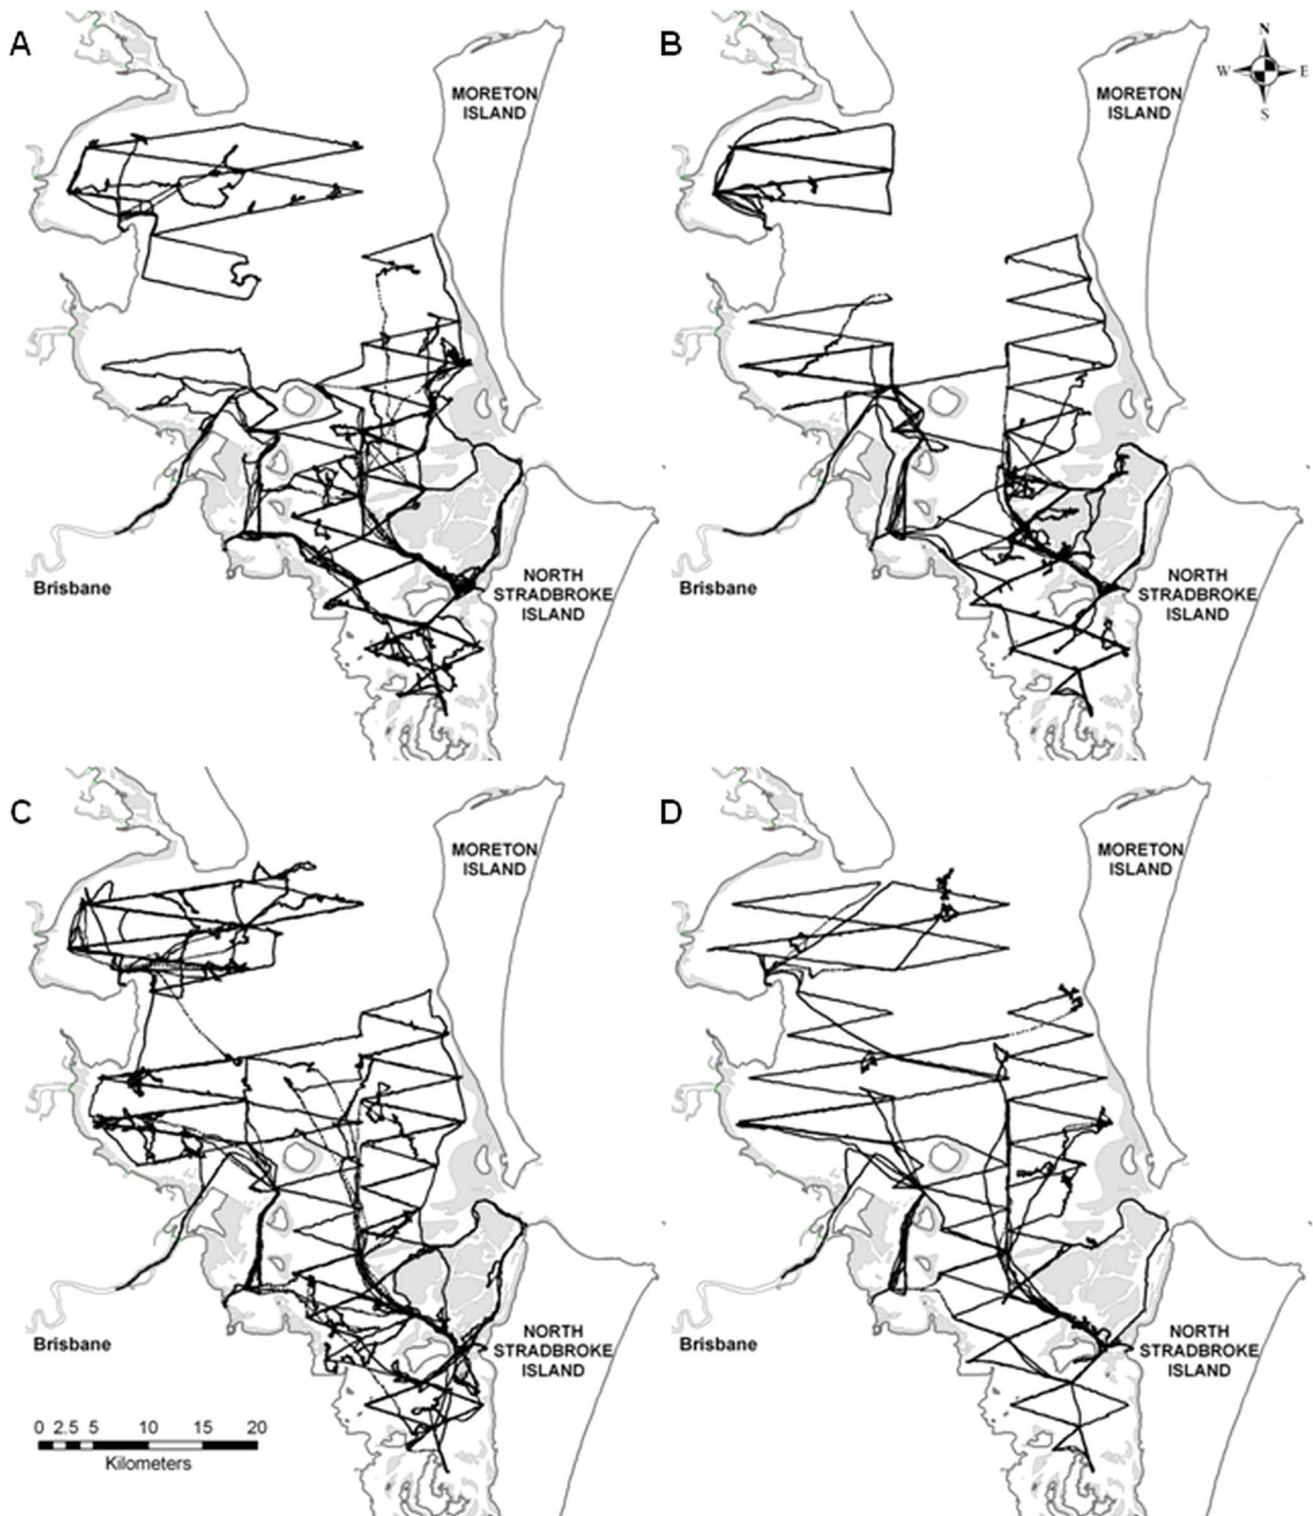 A
B
N
W
E
S
MORETON
ISLAND
MORETON
ISLAND
Brisbane
NORTH
STRADBROKE
ISLAND
Brisbane
NORTH
STRADBROKE
ISLAND
C
D
MORETON
ISLAND
MORETON
ISLAND
Brisbane
NORTH
STRADBROKE
ISLAND
Brisbane
NORTH
STRADBROKE
ISLAND
0 2.5 5 10 15 20
Kilometers